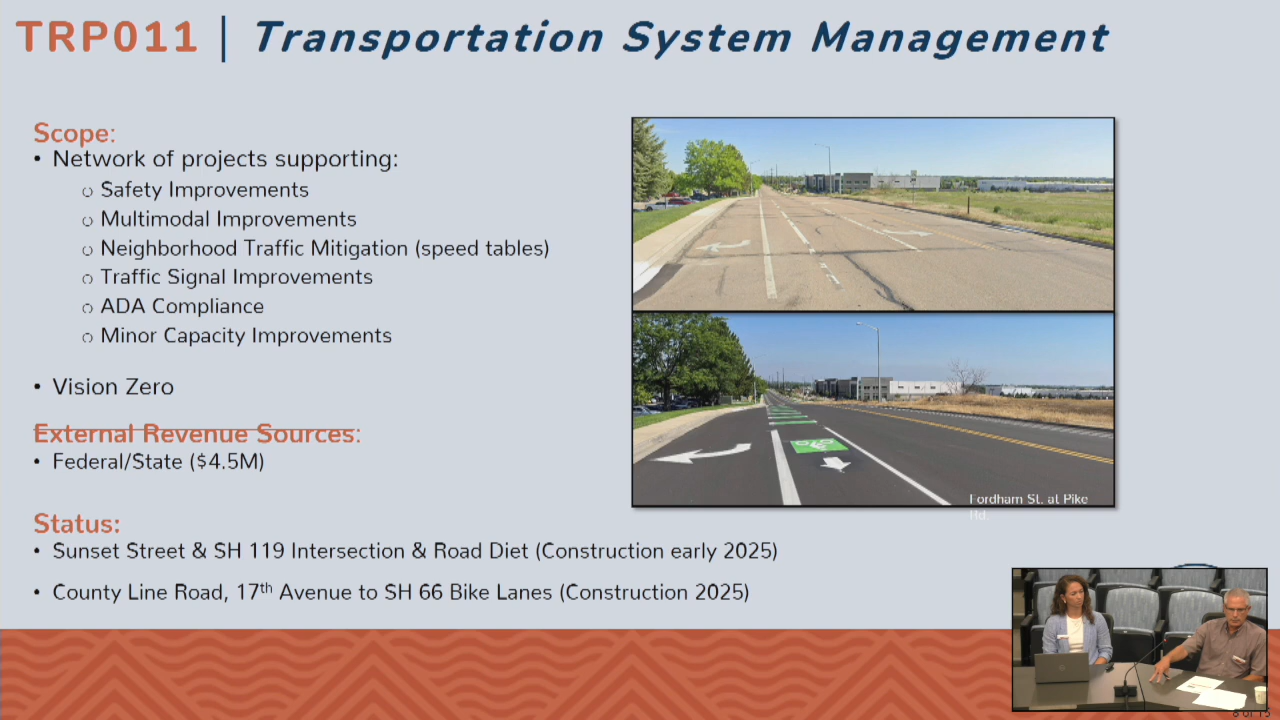 TRP011 | Transportation System Management
Scope:
• Network of projects supporting:
○ Safety Improvements
○ Multimodal Improvements
○ Neighborhood Traffic Mitigation (speed tables)
○ Traffic Signal Improvements
○ ADA Compliance
○ Minor Capacity Improvements
• Vision Zero
External Revenue Sources:
• Federal/State ($4.5M)
Status:
• Sunset Street & SH 119 Intersection & Road Diet (Construction early 2025)
• County Line Road, 17th Avenue to SH 66 Bike Lanes (Construction 2025)
Fordham St. at Pike
Rd.